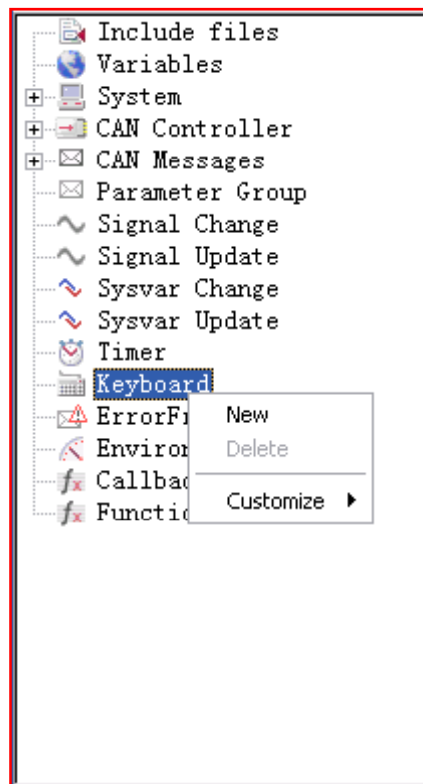 Include files
Variables
System
CAN Controller
CAN Messages
Parameter Group
Signal Change
Signal Update
Sysvar Change
Sysvar Update
Timer
Keyboard
New
Delete
Customize